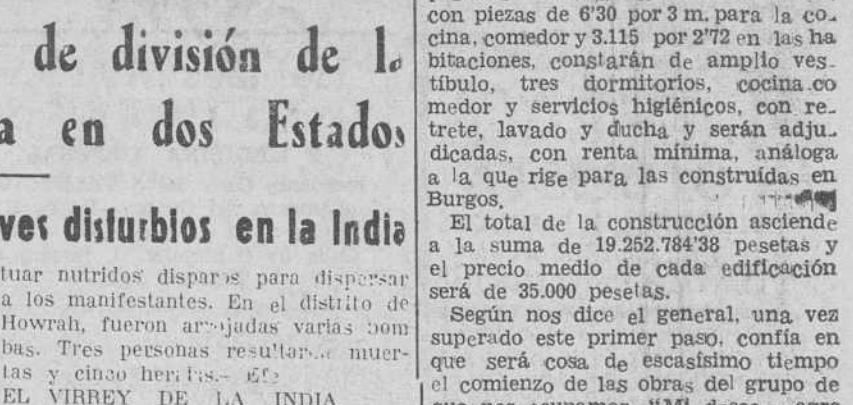 de división de l
a en dos Estados
ves disturbios en la India
tuar nutridos disparos para dispersar
a los manifestantes. En el distrito de
Howrah, fueron arrojadas varias bom
bas. Tres personas resultaron muer-
tas y cinco heridas.- Efe
EL VIRREY DE LA INDIA
con piezas de 6'30 por 3 m. para la co-
cina, comedor y 3.115 por 2'72 en las ha
bitaciones, constarán de amplio ves-
tíbulo, tres dormitorios, cocina.co
medor y servicios higiénicos, con re-
trete, lavado y ducha y serán adju-
dicadas, con renta mínima, análoga
a la que rige para las construídas en
Burgos.
El total de la construcción asciende
a la suma de 19.252.784'38 pesetas y
el precio medio de cada edificación
será de 35.000 pesetas.
Según nos dice el general, una vez
superado este primer paso, confía en
que será cosa de escasísimo tiempo
el comienzo de las obras del grupo de